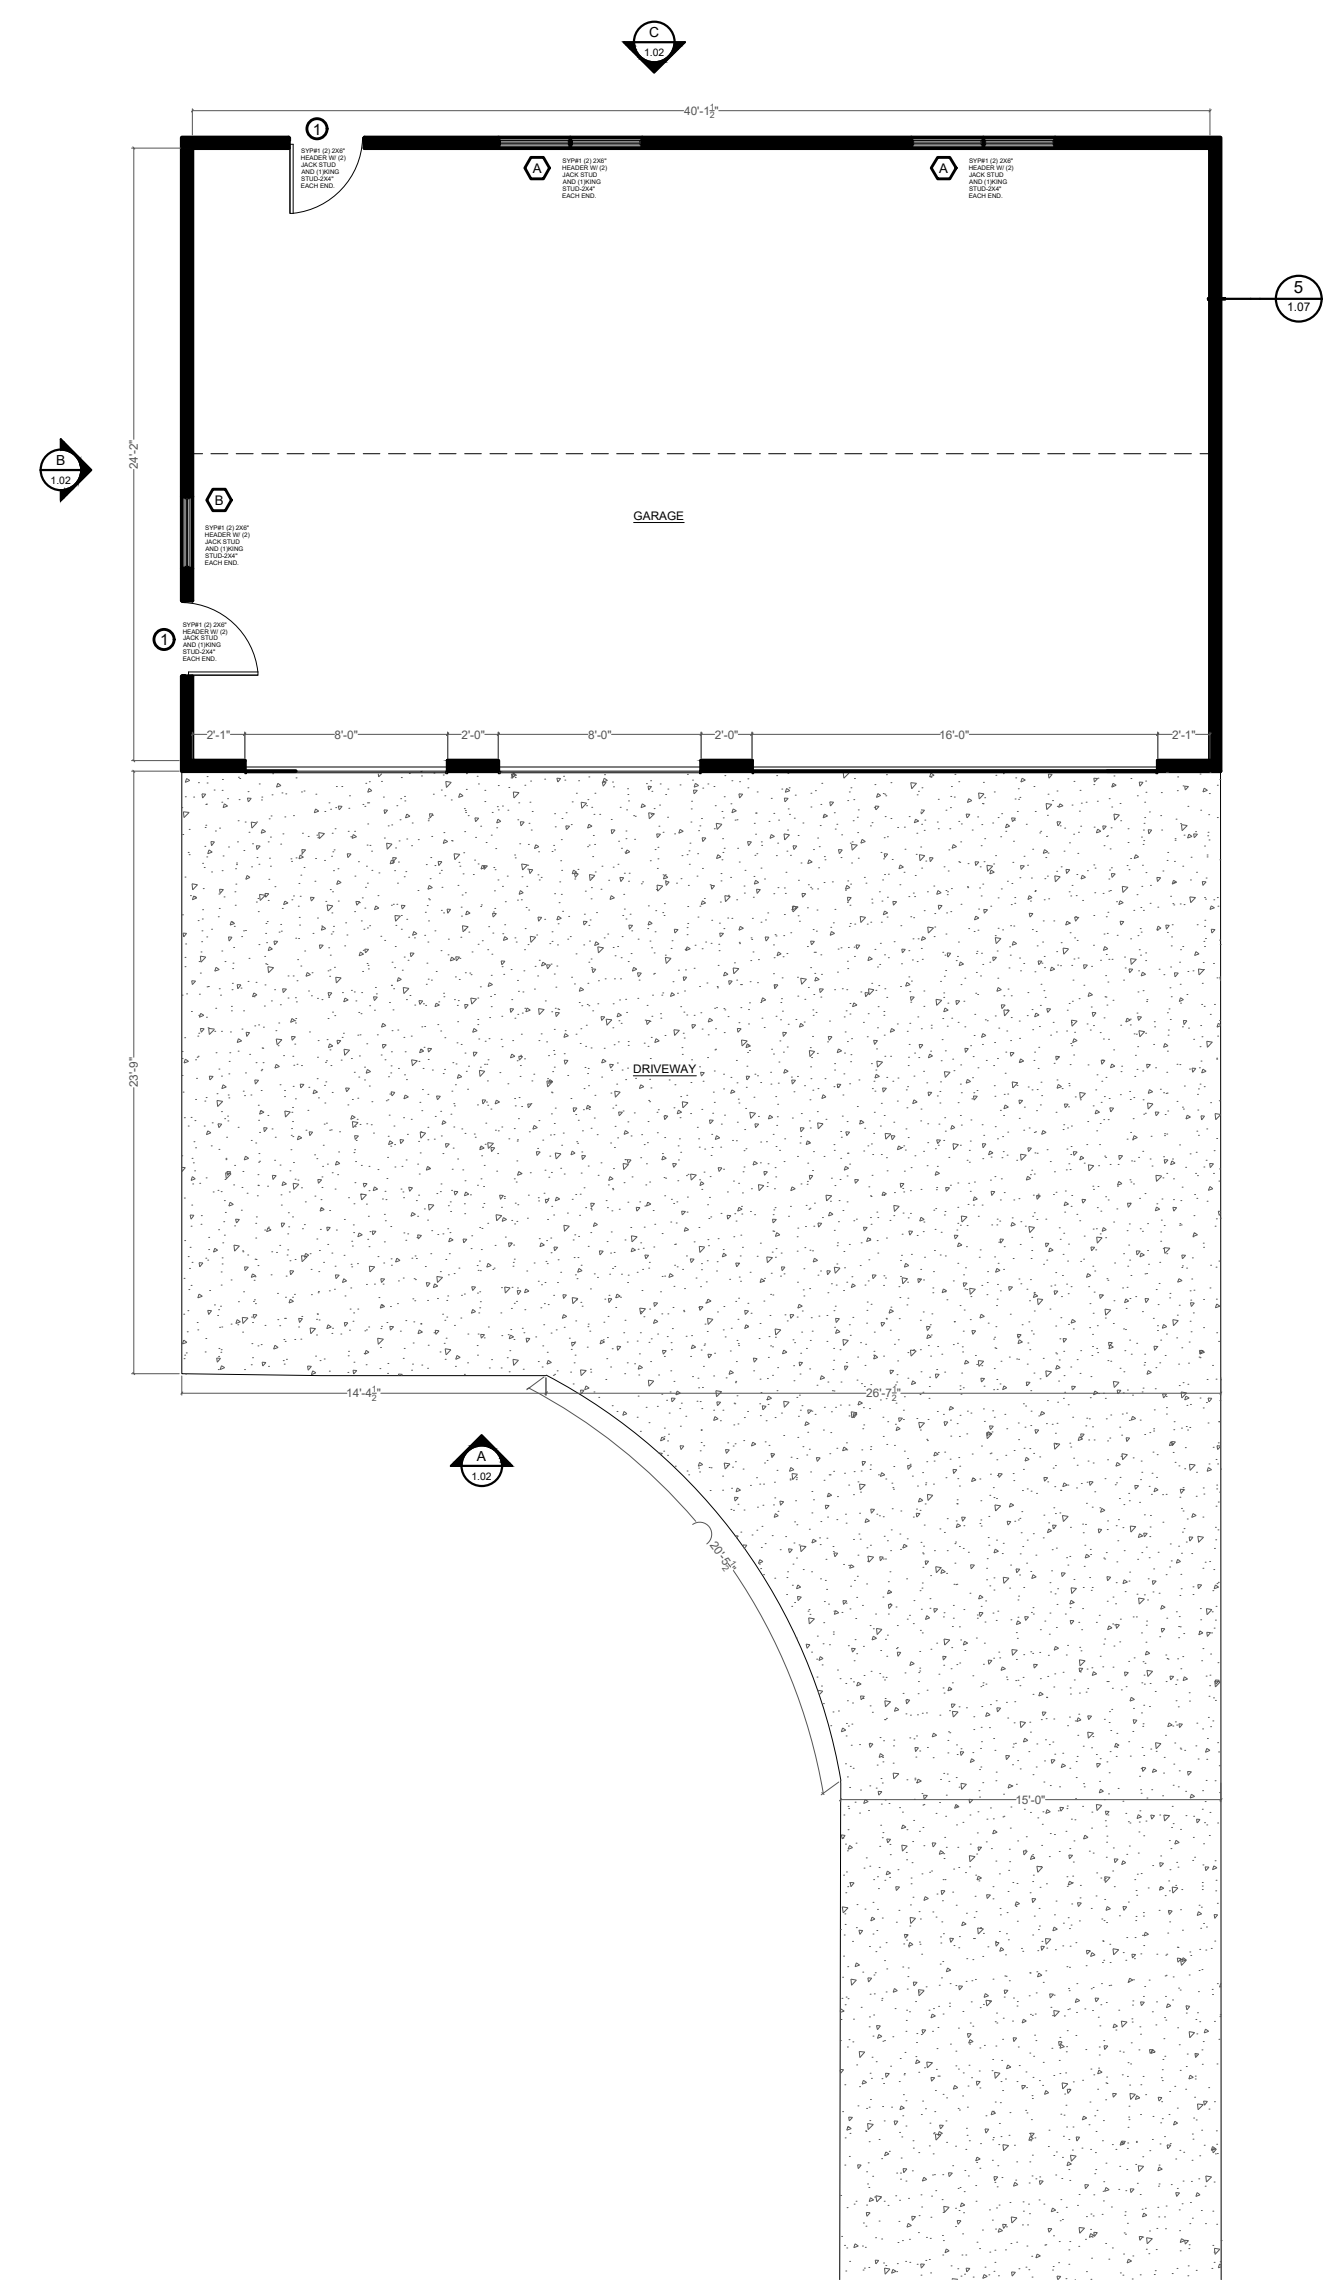 C
1.02
40'-1½"
1
SYP#1 (2) 2X6"
HEADER W/ (2)
JACK STUD
AND (1)KING
STUD-2X4"
EACH END.
A
SYP#1 (2) 2X6"
HEADER W/ (2)
JACK STUD
AND (1)KING
STUD-2X4"
EACH END.
A
SYP#1 (2) 2X6"
HEADER W/ (2)
JACK STUD
AND (1)KING
STUD-2X4"
EACH END.
5
1.07
24'-2"
B
1.02
B
SYP#1 (2) 2X6"
HEADER W/ (2)
JACK STUD
AND (1)KING
STUD-2X4"
EACH END.
GARAGE
1
SYP#1 (2) 2X6"
HEADER W/ (2)
JACK STUD
AND (1)KING
STUD-2X4"
EACH END.
2'-1" 8'-0" 2'-0" 8'-0" 2'-0" 16'-0" 2'-1"
23'-9"
DRIVEWAY
14'-4½" 26'-7½"
A
1.02
20'-5½"
15'-0"